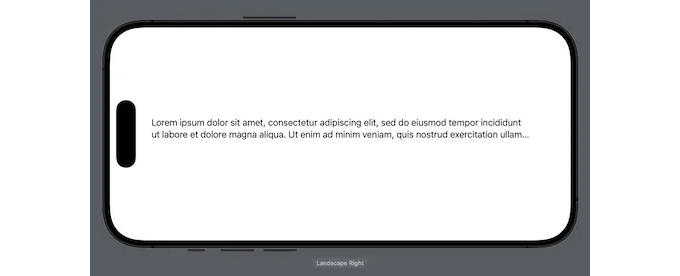 Lorem ipsum dolor sit amet, consectetur adipiscing elit, sed do eiusmod tempor incididunt
ut labore et dolore magna aliqua. Ut enim ad minim veniam, quis nostrud exercitation ullam...
Landscape Right